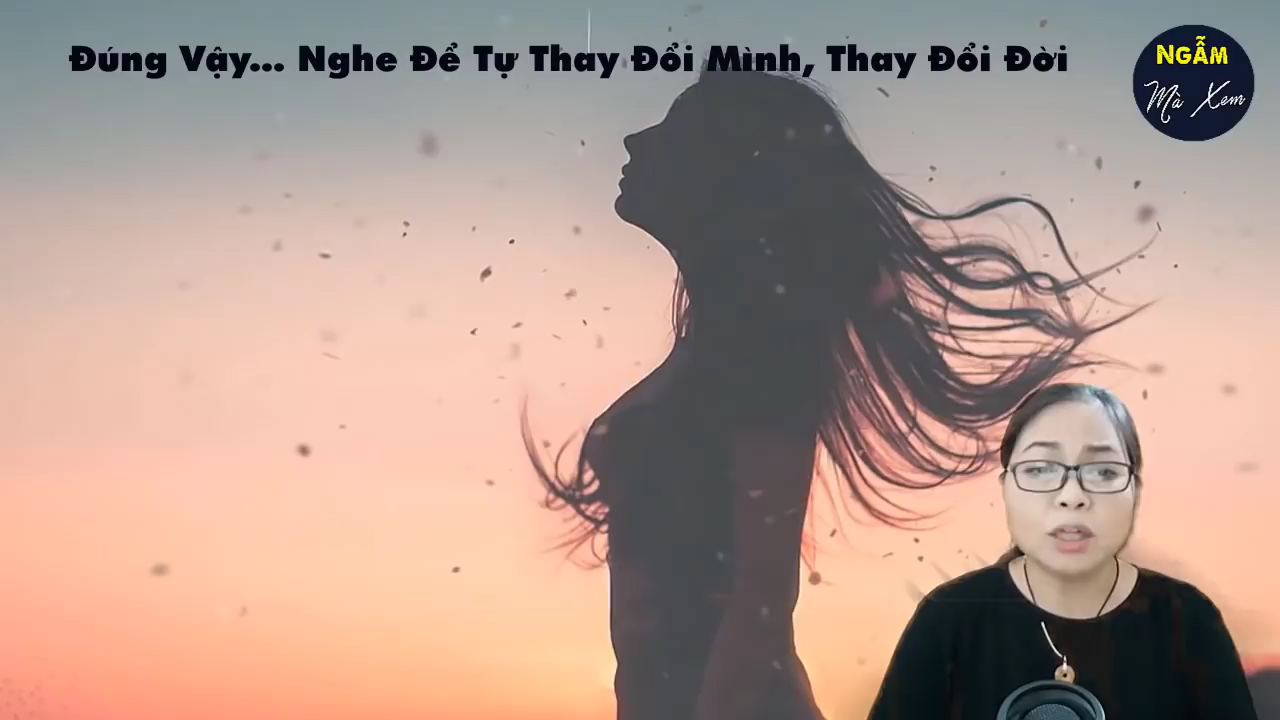 Đúng Vậy... Nghe Để Tự Thay Đổi Mình, Thay Đổi Đời
NGẪM
Mà Xem